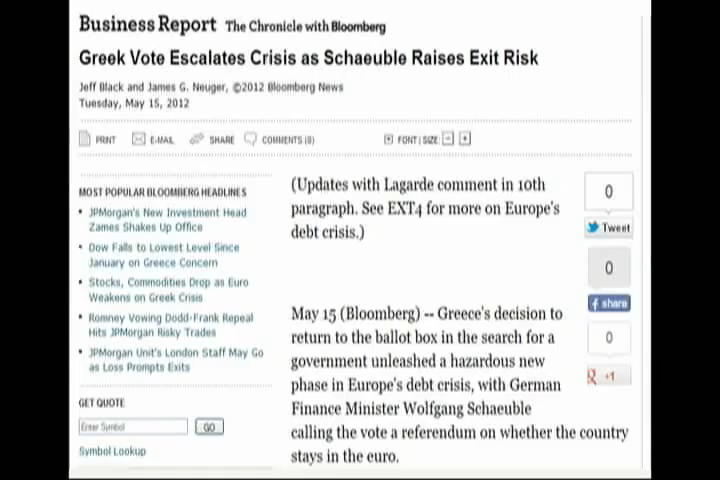 Business Report The Chronicle with Bloomberg
Greek Vote Escalates Crisis as Schaeuble Raises Exit Risk
Jeff Black and James G. Neuger, ©2012 Bloomberg News
Tuesday, May 15, 2012
PRINT E-MAIL SHARE COMMENTS (0) FONT | SIZE: - +
MOST POPULAR BLOOMBERG HEADLINES
• JPMorgan's New Investment Head
Zames Shakes Up Office
• Dow Falls to Lowest Level Since
January on Greece Concern
• Stocks, Commodities Drop as Euro
Weakens on Greek Crisis
• Romney Vowing Dodd-Frank Repeal
Hits JPMorgan Risky Trades
• JPMorgan Unit's London Staff May Go
as Loss Prompts Exits
GET QUOTE
Enter Symbol GO
Symbol Lookup
(Updates with Lagarde comment in 10th
paragraph. See EXT4 for more on Europe's
debt crisis.)
May 15 (Bloomberg) -- Greece's decision to
return to the ballot box in the search for a
government unleashed a hazardous new
phase in Europe's debt crisis, with German
Finance Minister Wolfgang Schaeuble
calling the vote a referendum on whether the country
stays in the euro.
0
Tweet
0
f share
0
+1